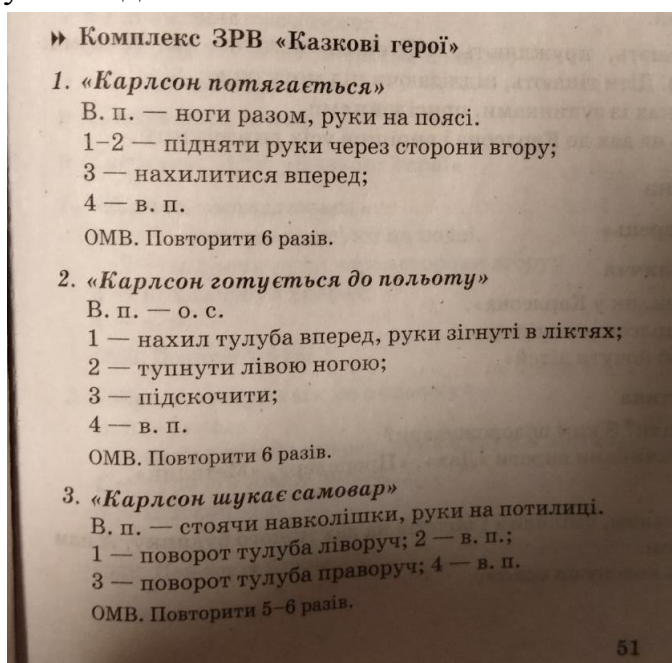 » Комплекс ЗРВ «Казкові герої»
1. «Карлсон потягається»
В. п. — ноги разом, руки на поясі.
1–2 — підняти руки через сторони вгору;
3 — нахилитися вперед;
4 — в. п.
ОМВ. Повторити 6 разів.
2. «Карлсон готується до польоту»
В. п. — о. с.
1 — нахил тулуба вперед, руки зігнуті в ліктях;
2 — тупнути лівою ногою;
3 — підскочити;
4 — в. п.
ОМВ. Повторити 6 разів.
3. «Карлсон шукає самовар»
В. п. — стоячи навколішки, руки на потилиці.
1 — поворот тулуба ліворуч; 2 — в. п.;
3 — поворот тулуба праворуч; 4 — в. п.
ОМВ. Повторити 5–6 разів.
51